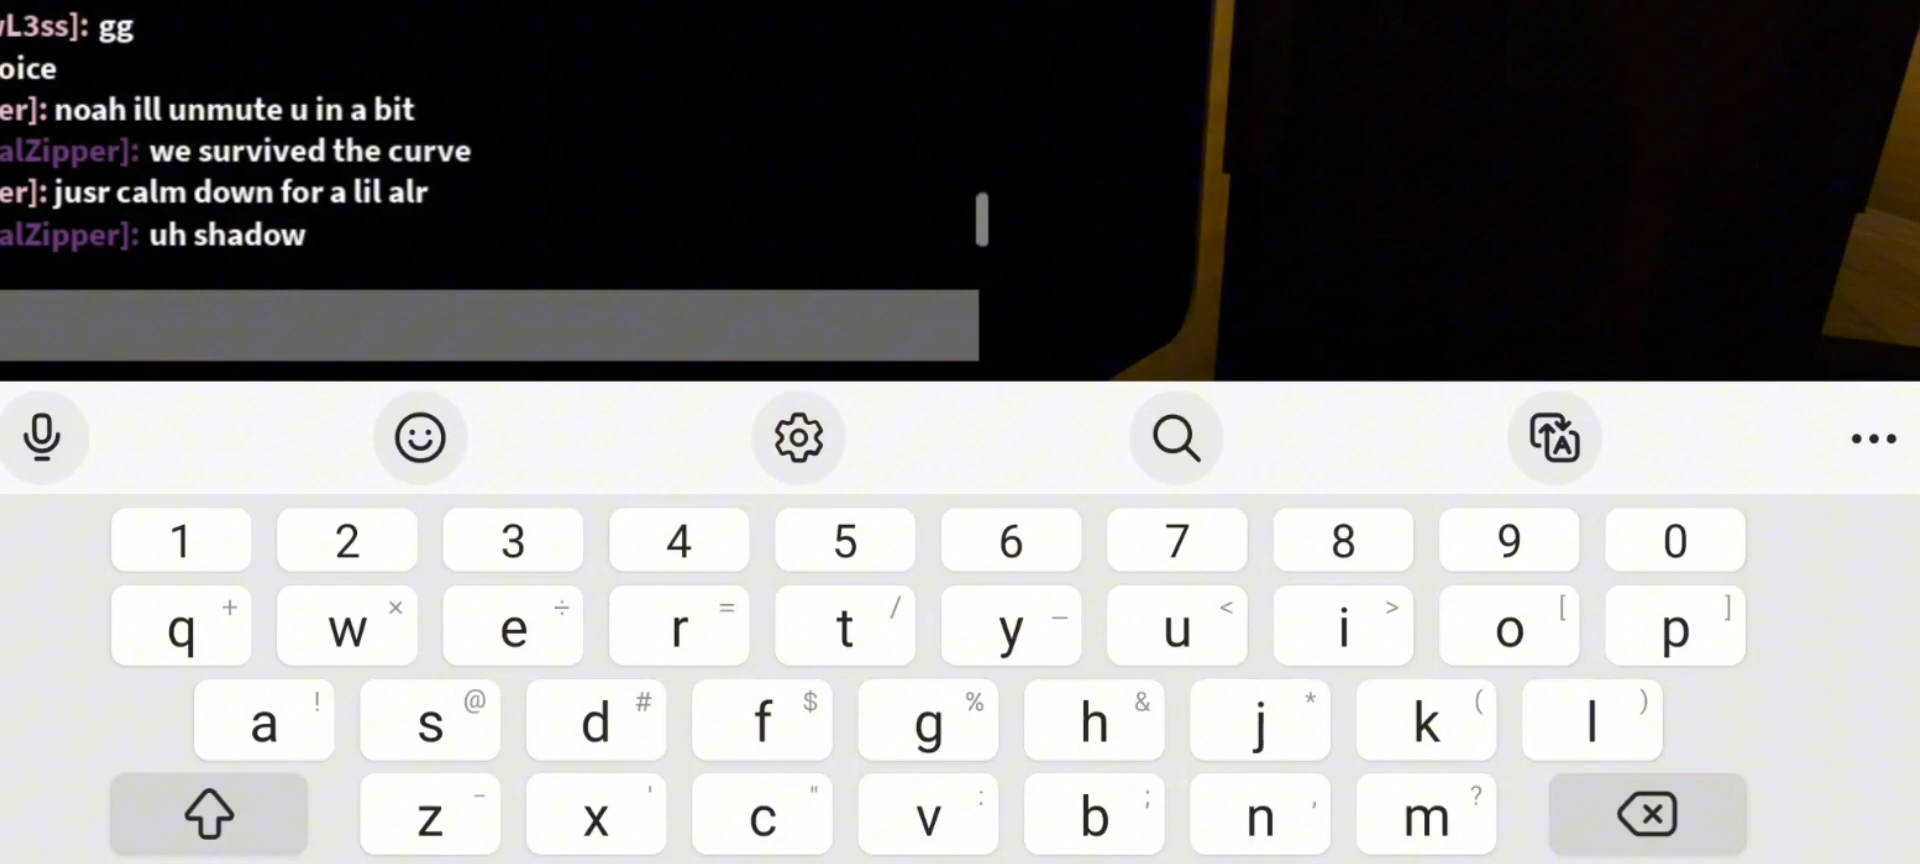 vL3ss]: gg
oice
er]: noah ill unmute u in a bit
alZipper]: we survived the curve
er]: jusr calm down for a lil alr
alZipper]: uh shadow
1 2 3 4 5 6 7 8 9 0
q + w × e ÷ r = t / y _ u < i > o [ p ]
a ! s @ d # f $ g % h & j * k ( l )
z - x ' c " v : b ; n , m ?